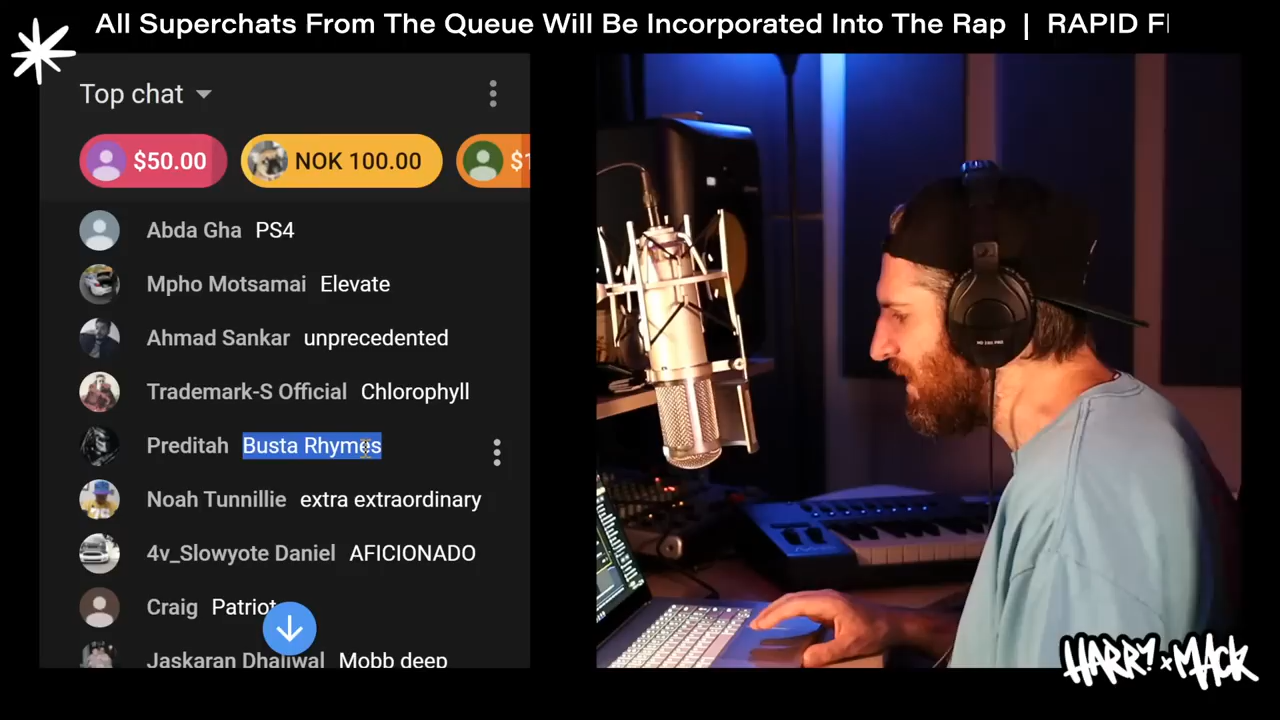 All Superchats From The Queue Will Be Incorporated Into The Rap | RAPID FI
Top chat
$50.00 NOK 100.00 $1
Abda Gha PS4
Mpho Motsamai Elevate
Ahmad Sankar unprecedented
Trademark-S Official Chlorophyll
Preditah Busta Rhymes
Noah Tunnillie extra extraordinary
4v_Slowyote Daniel AFICIONADO
Craig Patriot
Jaskaran Dhaliwal Mobb deep
HARRY x MACK